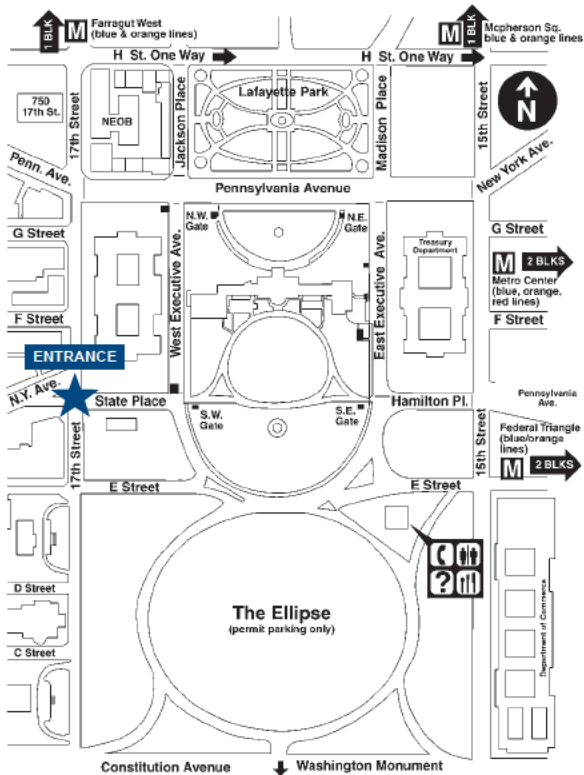 Farragut West
(blue & orange lines)
1 BLK
M
Mcpherson Sq.
blue & orange lines
1 BLK
M
H St. One Way
H St. One Way
Lafayette Park
750
17th St.
NEOB
17th Street
Jackson Place
Madison Place
15th Street
N
Penn. Ave.
New York Ave.
Pennsylvania Avenue
N.W.
Gate
N.E.
Gate
G Street
G Street
West Executive Ave.
East Executive Ave.
Treasury
Department
M
2 BLKS
Metro Center
(blue, orange,
red lines)
F Street
F Street
ENTRANCE
N.Y. Ave.
State Place
Hamilton Pl.
Pennsylvania
Ave.
S.W.
Gate
S.E.
Gate
17th Street
15th Street
Federal Triangle
(blue/orange
lines)
M
2 BLKS
E Street
E Street
?
D Street
The Ellipse
(permit parking only)
C Street
Department of Commerce
Constitution Avenue
Washington Monument